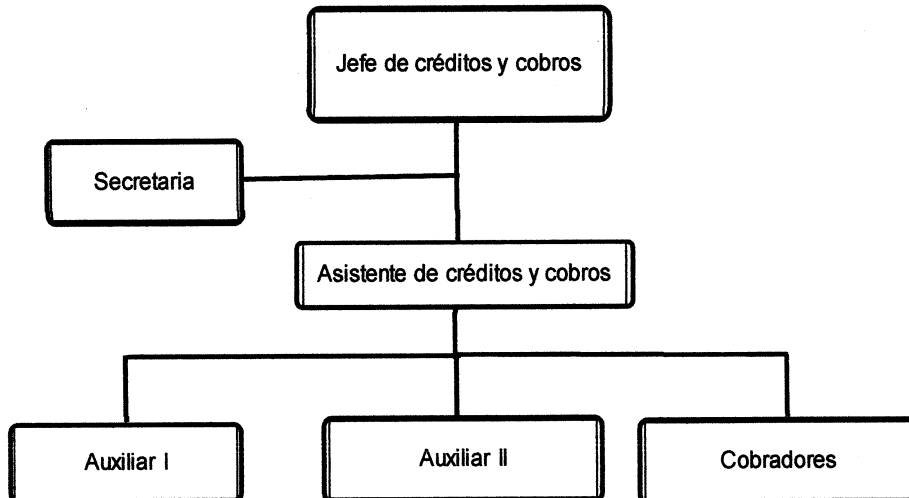 Jefe de créditos y cobros
Secretaria
Asistente de créditos y cobros
Auxiliar I
Auxiliar II
Cobradores